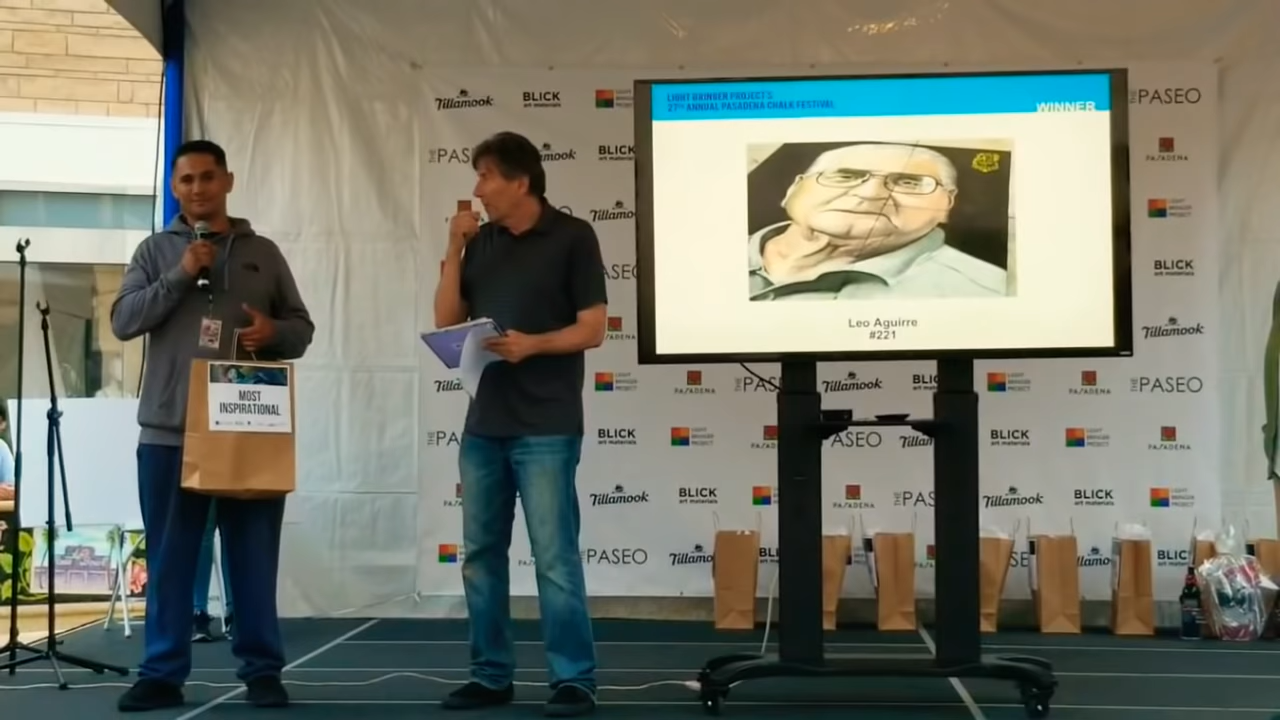 LIGHT BRINGER PROJECT'S
27TH ANNUAL PASADENA CHALK FESTIVAL
WINNER
Leo Aguirre
#221
MOST
INSPIRATIONAL
Tillamook
BLICK
art materials
THE PASEO
PASADENA
LIGHT
BRINGER
PROJECT